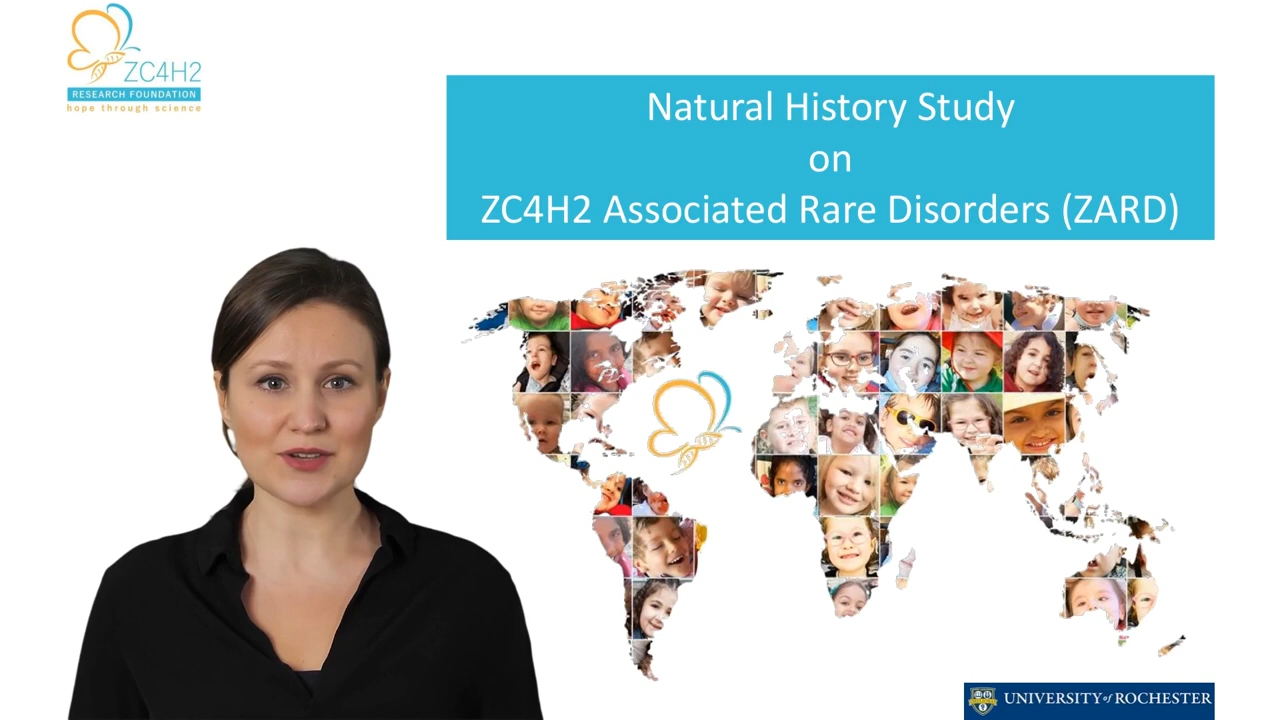 ZC4H2
RESEARCH FOUNDATION
hope through science
Natural History Study
on
ZC4H2 Associated Rare Disorders (ZARD)
UNIVERSITY of ROCHESTER